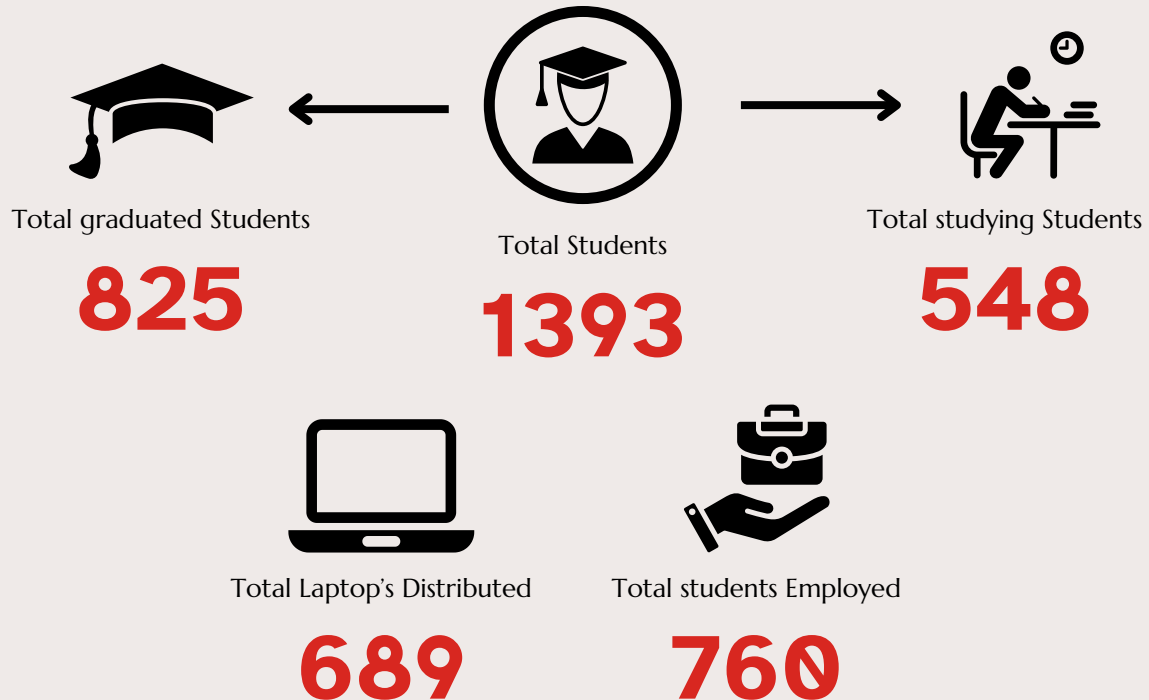 Total graduated Students
825
Total Students
1393
Total studying Students
548
Total Laptop’s Distributed
689
Total students Employed
760